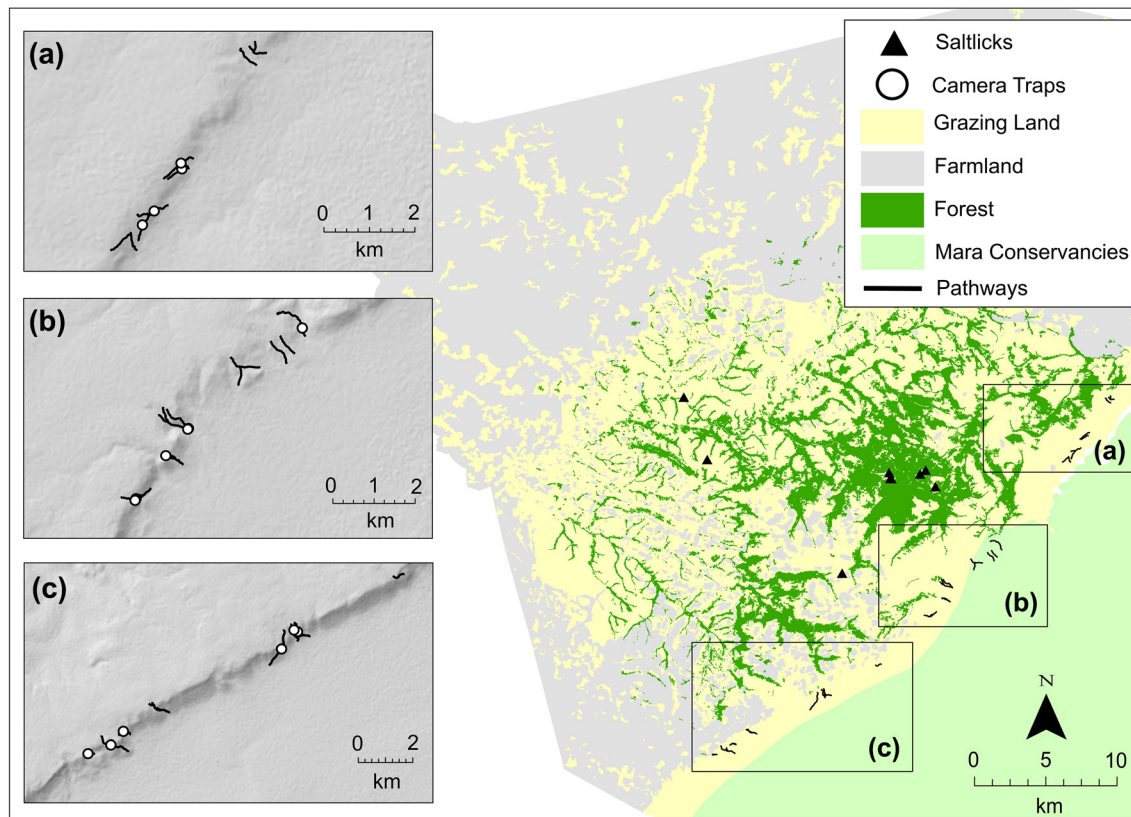 (a)
0 1 2
km
(b)
0 1 2
km
(c)
0 2
km
Saltlicks
Camera Traps
Grazing Land
Farmland
Forest
Mara Conservancies
Pathways
(a)
(b)
(c)
N
0 5 10
km